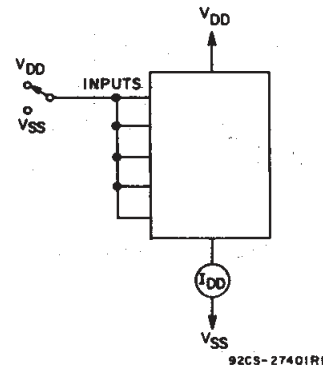 VDD
VDD
INPUTS
VSS
IDD
VSS
92CS-27401R1